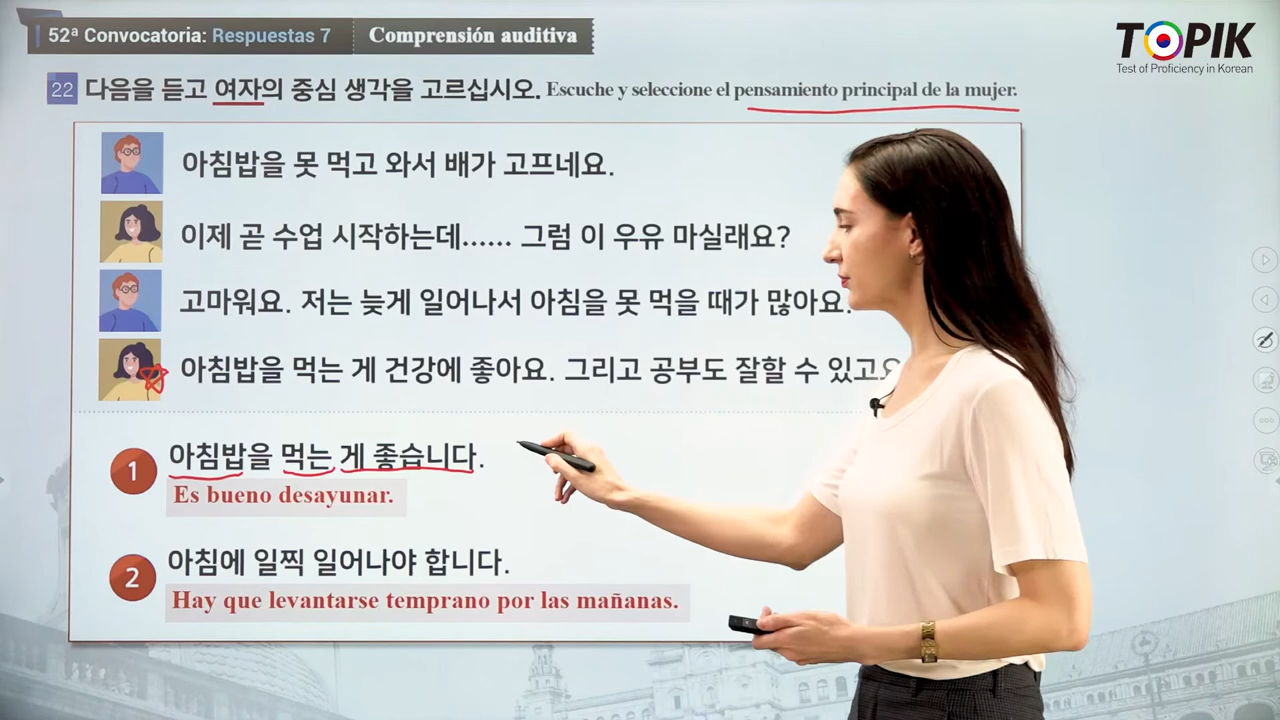 52ª Convocatoria: Respuestas 7 Comprensión auditiva
TOPIK
Test of Proficiency in Korean
22 다음을 듣고 여자의 중심 생각을 고르십시오. Escuche y seleccione el pensamiento principal de la mujer.
아침밥을 못 먹고 와서 배가 고프네요.
이제 곧 수업 시작하는데…… 그럼 이 우유 마실래요?
고마워요. 저는 늦게 일어나서 아침을 못 먹을 때가 많아요.
아침밥을 먹는 게 건강에 좋아요. 그리고 공부도 잘할 수 있고요
1 아침밥을 먹는 게 좋습니다.
Es bueno desayunar.
2 아침에 일찍 일어나야 합니다.
Hay que levantarse temprano por las mañanas.